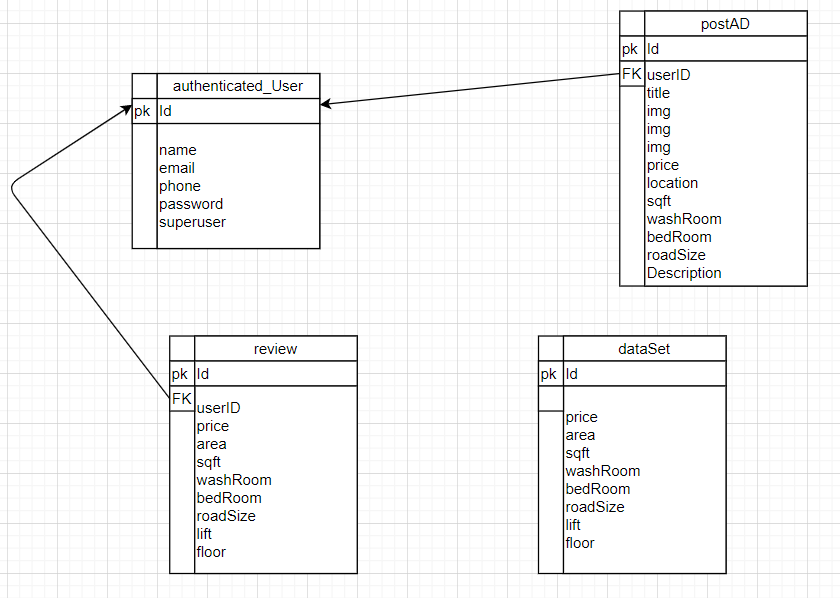 postAD
pk Id
FK userID
title
img
img
img
price
location
sqft
washRoom
bedRoom
roadSize
Description
authenticated_User
pk Id
name
email
phone
password
superuser
review
pk Id
FK userID
price
area
sqft
washRoom
bedRoom
roadSize
lift
floor
dataSet
pk Id
price
area
sqft
washRoom
bedRoom
roadSize
lift
floor